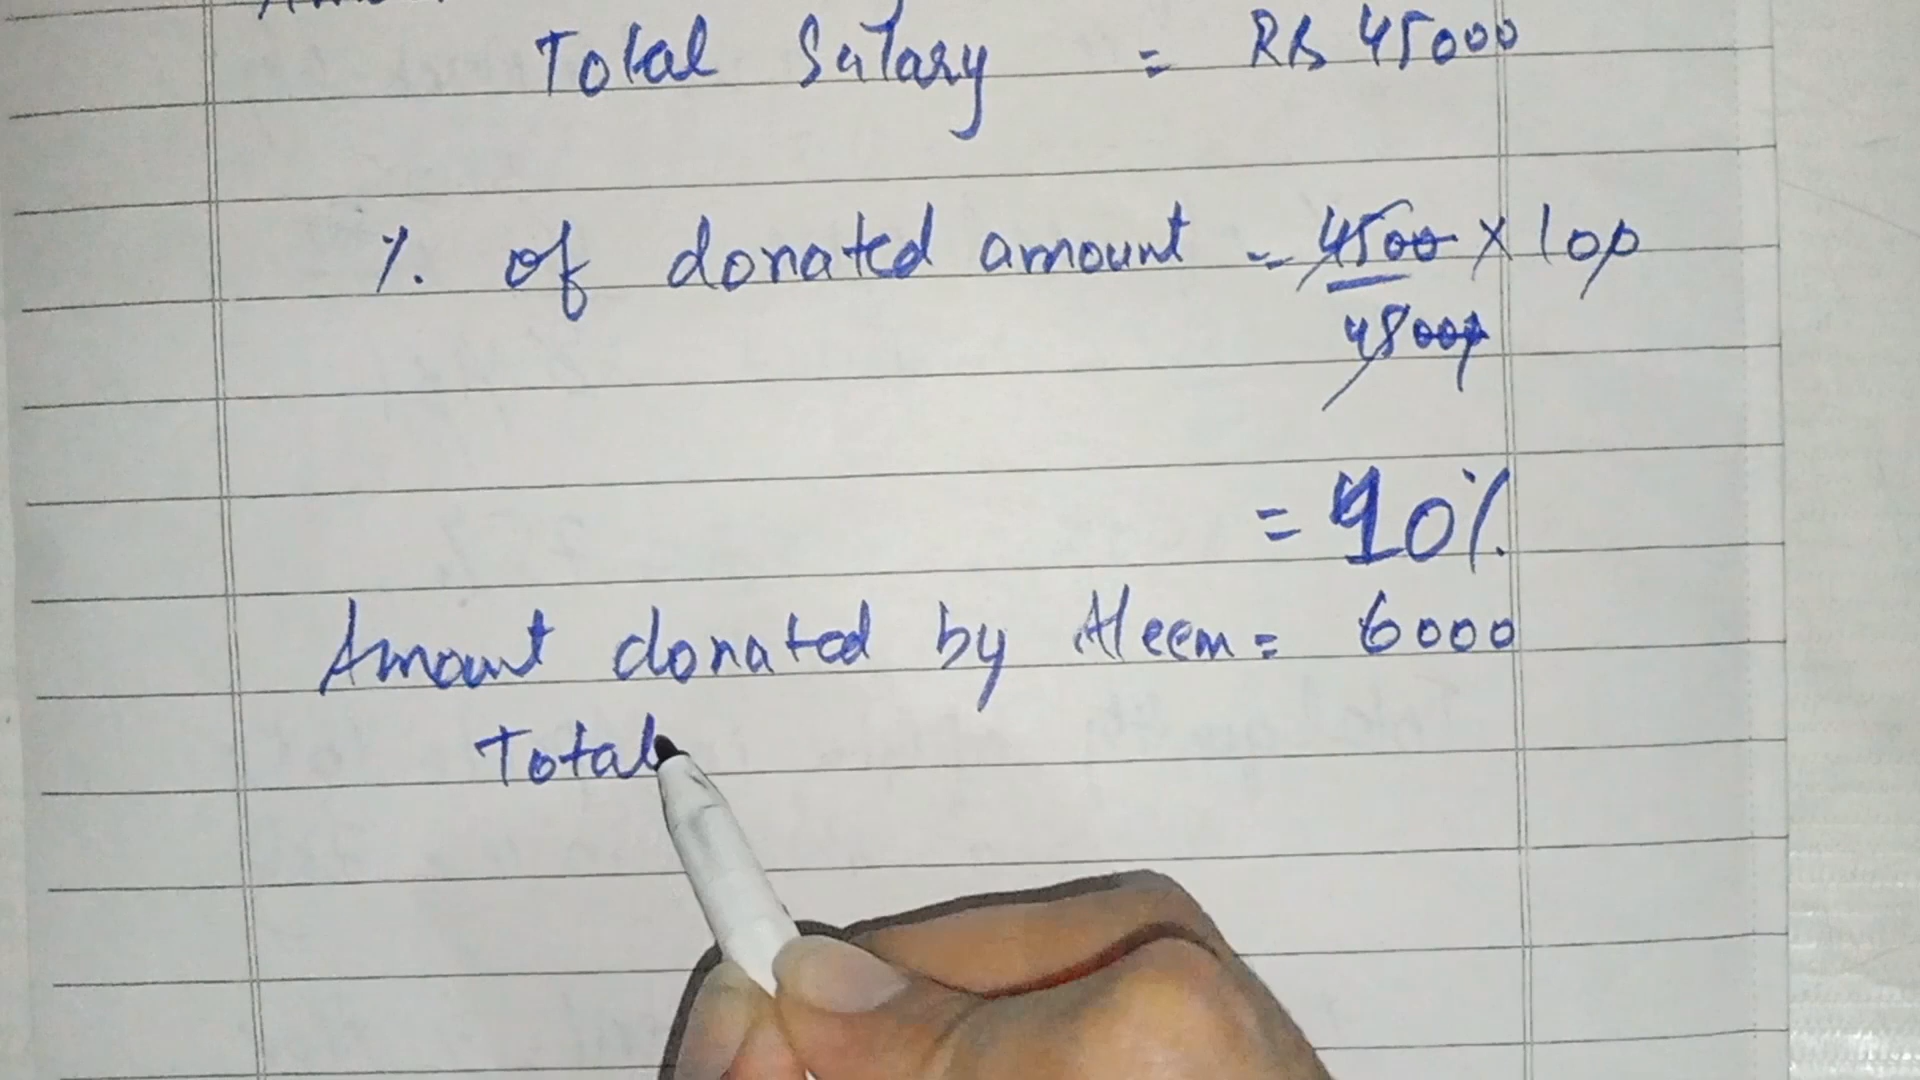 Total Salary = Rs 45000
% of donated amount = 4500 × 100
45000
= 10%
Amount donated by Aleem = 6000
Total